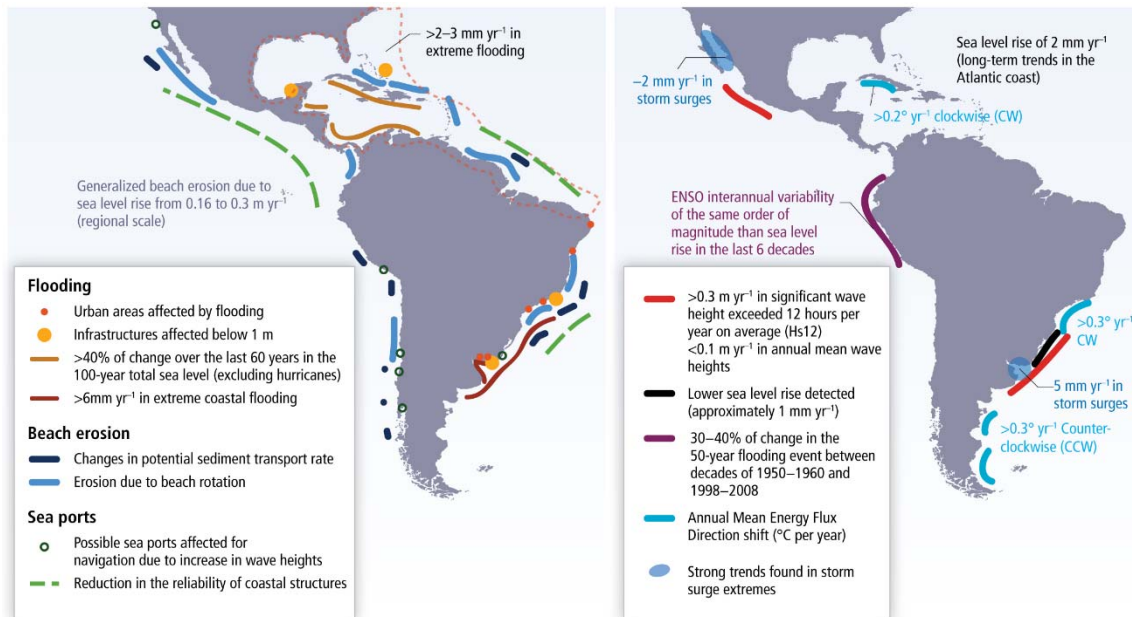 >2–3 mm yr⁻¹ in
extreme flooding
Generalized beach erosion due to
sea level rise from 0.16 to 0.3 m yr⁻¹
(regional scale)
Flooding
Urban areas affected by flooding
Infrastructures affected below 1 m
>40% of change over the last 60 years in the
100-year total sea level (excluding hurricanes)
>6mm yr⁻¹ in extreme coastal flooding
Beach erosion
Changes in potential sediment transport rate
Erosion due to beach rotation
Sea ports
Possible sea ports affected for
navigation due to increase in wave heights
Reduction in the reliability of coastal structures
Sea level rise of 2 mm yr⁻¹
(long-term trends in the
Atlantic coast)
–2 mm yr⁻¹ in
storm surges
>0.2° yr⁻¹ clockwise (CW)
ENSO interannual variability
of the same order of
magnitude than sea level
rise in the last 6 decades
>0.3° yr⁻¹
CW
5 mm yr⁻¹ in
storm surges
>0.3° yr⁻¹ Counter-
clockwise (CCW)
>0.3 m yr⁻¹ in significant wave
height exceeded 12 hours per
year on average (Hs12)
<0.1 m yr⁻¹ in annual mean wave
heights
Lower sea level rise detected
(approximately 1 mm yr⁻¹)
30–40% of change in the
50-year flooding event between
decades of 1950–1960 and
1998–2008
Annual Mean Energy Flux
Direction shift (°C per year)
Strong trends found in storm
surge extremes